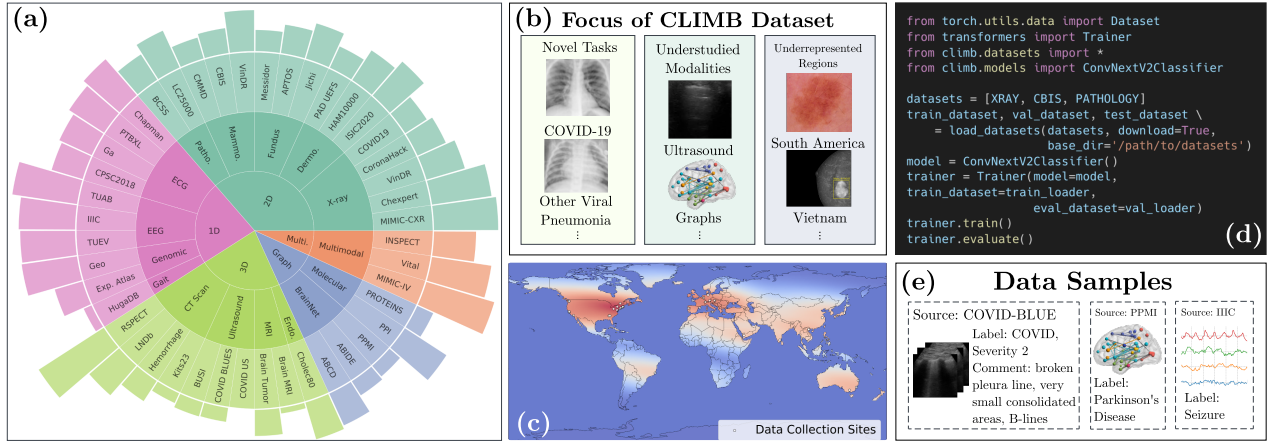 (a)
BCSS
LC25000
CMMD
CBIS
VinDR
Messidor
APTOS
Jichi
PAD UEFS
HAM10000
ISIC2020
COVID19
CoronaHack
VinDR
Chexpert
MIMIC-CXR
INSPECT
Vital
MIMIC-IV
PROTEINS
PPI
PPMI
ABIDE
ABCD
Cholec80
Brain MRI
Brain Tumor
COVID US
COVID BLUES
BUSI
Kits23
Hemorrhage
LNDb
RSPECT
HugaDB
Exp. Atlas
Geo
TUEV
IIIC
TUAB
CPSC2018
Ga
PTBXL
Chapman
Patho.
Mammo.
Fundus
Dermo.
X-ray
Multimodal
Molecular
BrainNet
Endo.
MRI
Ultrasound
CT Scan
Gait
Genomic
EEG
ECG
2D
1D
3D
Graph
Multi.
(b) Focus of CLIMB Dataset
Novel Tasks
COVID-19
Other Viral
Pneumonia
⋮
Understudied
Modalities
Ultrasound
Graphs
⋮
Underrepresented
Regions
South America
Vietnam
⋮
(c)
Data Collection Sites
from torch.utils.data import Dataset
from transformers import Trainer
from climb.datasets import *
from climb.models import ConvNextV2Classifier
datasets = [XRAY, CBIS, PATHOLOGY]
train_dataset, val_dataset, test_dataset \
= load_datasets(datasets, download=True,
base_dir='/path/to/datasets')
model = ConvNextV2Classifier()
trainer = Trainer(model=model,
train_dataset=train_loader,
eval_dataset=val_loader)
trainer.train()
trainer.evaluate()
(d)
(e) Data Samples
Source: COVID-BLUE
Label: COVID,
Severity 2
Comment: broken
pleura line, very
small consolidated
areas, B-lines
Source: PPMI
Label:
Parkinson's
Disease
Source: IIIC
Label:
Seizure